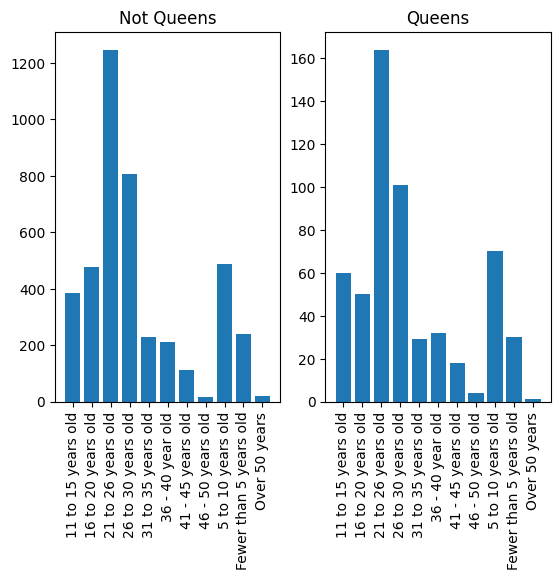 Not Queens
1200
1000
800
600
400
200
0
11 to 15 years old
16 to 20 years old
21 to 26 years old
26 to 30 years old
31 to 35 years old
36 - 40 year old
41 - 45 years old
46 - 50 years old
5 to 10 years old
Fewer than 5 years old
Over 50 years
Queens
160
140
120
100
80
60
40
20
0
11 to 15 years old
16 to 20 years old
21 to 26 years old
26 to 30 years old
31 to 35 years old
36 - 40 year old
41 - 45 years old
46 - 50 years old
5 to 10 years old
Fewer than 5 years old
Over 50 years